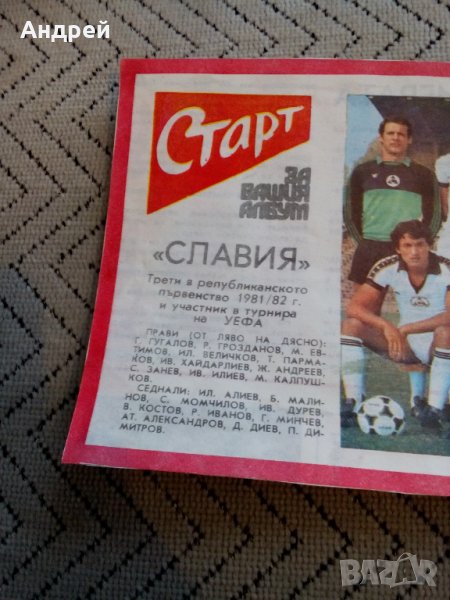 Андрей
Старт
ЗА
ВАШИЯ
АЛБУМ
«СЛАВИЯ»
Трети в републиканското
първенство 1981/82 г.
и участник в турнира
на УЕФА
ПРАВИ (ОТ ЛЯВО НА ДЯСНО):
Г. ГУГАЛОВ, Р. ГРОЗДАНОВ, М. ЕВ-
ТИМОВ, ИЛ. ВЕЛИЧКОВ, Т. ПАРМА-
КОВ, ИВ. ХАЙДАРЛИЕВ, Ж. АНДРЕЕВ,
С. ЗАНЕВ, ИВ. ИЛИЕВ, М. КАЛПУШ-
КОВ.
СЕДНАЛИ: ИЛ. АЛИЕВ, Б. МАЛИ-
НОВ, С. МОМЧИЛОВ, ИВ. ДУРЕВ,
В. КОСТОВ, Р. ИВАНОВ, Г. МИНЧЕВ,
АТ. АЛЕКСАНДРОВ, Д. ДИЕВ, П. ДИ-
МИТРОВ.
BAZAR